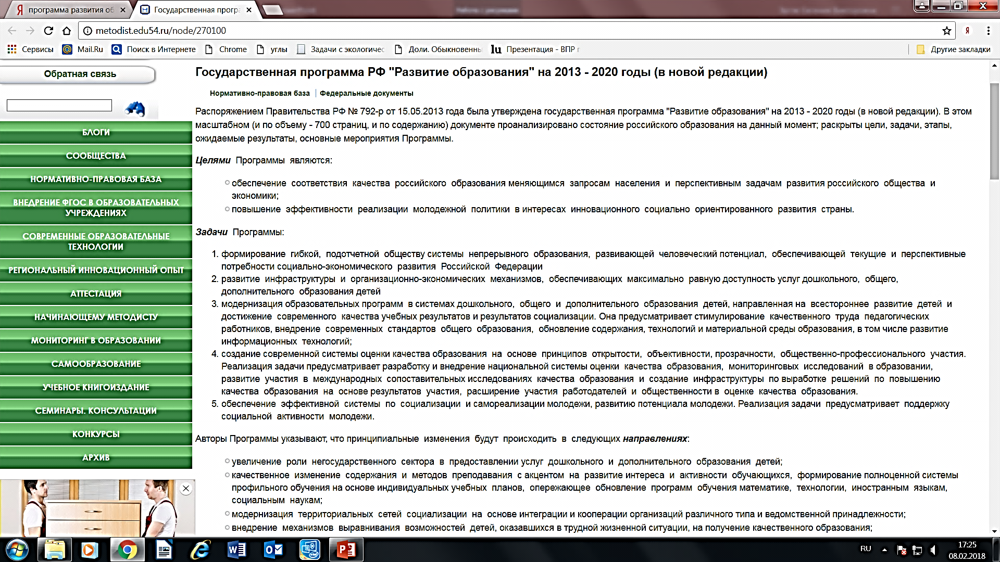 программа развития об
Государственная програ
metodist.edu54.ru/node/270100
Сервисы
Mail.Ru
Поиск в Интернете
Chrome
углы
Задачи с экологичес
Доли. Обыкновенны
Презентация - ВПР г
Другие закладки
Обратная связь
БЛОГИ
СООБЩЕСТВА
НОРМАТИВНО-ПРАВОВАЯ БАЗА
ВНЕДРЕНИЕ ФГОС В ОБРАЗОВАТЕЛЬНЫХ
УЧРЕЖДЕНИЯХ
СОВРЕМЕННЫЕ ОБРАЗОВАТЕЛЬНЫЕ
ТЕХНОЛОГИИ
РЕГИОНАЛЬНЫЙ ИННОВАЦИОННЫЙ ОПЫТ
АТТЕСТАЦИЯ
НАЧИНАЮЩЕМУ МЕТОДИСТУ
МОНИТОРИНГ В ОБРАЗОВАНИИ
САМООБРАЗОВАНИЕ
УЧЕБНОЕ КНИГОИЗДАНИЕ
СЕМИНАРЫ. КОНСУЛЬТАЦИИ
КОНКУРСЫ
АРХИВ
Государственная программа РФ "Развитие образования" на 2013 - 2020 годы (в новой редакции)
Нормативно-правовая база | Федеральные документы
Распоряжением Правительства РФ № 792-р от 15.05.2013 года была утверждена государственная программа "Развитие образования" на 2013 - 2020 годы (в новой редакции). В этом
масштабном (и по объему - 700 страниц, и по содержанию) документе проанализировано состояние российского образования на данный момент; раскрыты цели, задачи, этапы,
ожидаемые результаты, основные мероприятия Программы.
Целями Программы являются:
обеспечение соответствия качества российского образования меняющимся запросам населения и перспективным задачам развития российского общества и
экономики;
повышение эффективности реализации молодежной политики в интересах инновационного социально ориентированного развития страны.
Задачи Программы:
1. формирование гибкой, подотчетной обществу системы непрерывного образования, развивающей человеческий потенциал, обеспечивающей текущие и перспективные
потребности социально-экономического развития Российской Федерации
2. развитие инфраструктуры и организационно-экономических механизмов, обеспечивающих максимально равную доступность услуг дошкольного, общего,
дополнительного образования детей
3. модернизация образовательных программ в системах дошкольного, общего и дополнительного образования детей, направленная на всестороннее развитие детей и
достижение современного качества учебных результатов и результатов социализации. Она предусматривает стимулирование качественного труда педагогических
работников, внедрение современных стандартов общего образования, обновление содержания, технологий и материальной среды образования, в том числе развитие
информационных технологий;
4. создание современной системы оценки качества образования на основе принципов открытости, объективности, прозрачности, общественно-профессионального участия.
Реализация задачи предусматривает разработку и внедрение национальной системы оценки качества образования, мониторинговых исследований в образовании,
развитие участия в международных сопоставительных исследованиях качества образования и создание инфраструктуры по выработке решений по повышению
качества образования на основе результатов участия, расширение участия работодателей и общественности в оценке качества образования.
5. обеспечение эффективной системы по социализации и самореализации молодежи, развитию потенциала молодежи. Реализация задачи предусматривает поддержку
социальной активности молодежи.
Авторы Программы указывают, что принципиальные изменения будут происходить в следующих направлениях:
увеличение роли негосударственного сектора в предоставлении услуг дошкольного и дополнительного образования детей;
качественное изменение содержания и методов преподавания с акцентом на развитие интереса и активности обучающихся, формирование полноценной системы
профильного обучения на основе индивидуальных учебных планов, опережающее обновление программ обучения математике, технологии, иностранным языкам,
социальным наукам;
модернизация территориальных сетей социализации на основе интеграции и кооперации организаций различного типа и ведомственной принадлежности;
внедрение механизмов выравнивания возможностей детей, оказавшихся в трудной жизненной ситуации, на получение качественного образования;
RU
17:25
08.02.2018